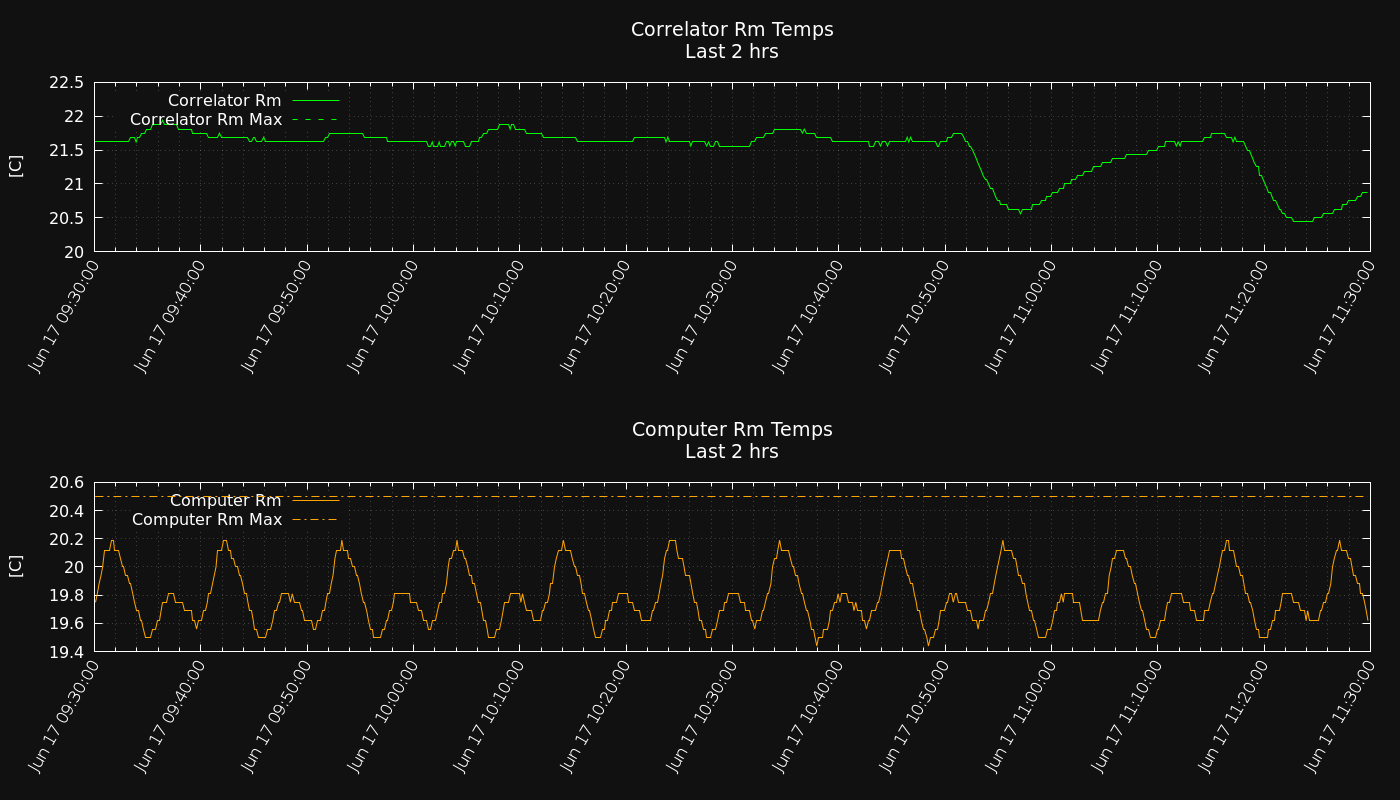 Correlator Rm Temps
Last 2 hrs
22.5
22
21.5
21
20.5
20
[C]
Correlator Rm
Correlator Rm Max
Jun 17 09:30:00
Jun 17 09:40:00
Jun 17 09:50:00
Jun 17 10:00:00
Jun 17 10:10:00
Jun 17 10:20:00
Jun 17 10:30:00
Jun 17 10:40:00
Jun 17 10:50:00
Jun 17 11:00:00
Jun 17 11:10:00
Jun 17 11:20:00
Jun 17 11:30:00
Computer Rm Temps
Last 2 hrs
20.6
20.4
20.2
20
19.8
19.6
19.4
[C]
Computer Rm
Computer Rm Max
Jun 17 09:30:00
Jun 17 09:40:00
Jun 17 09:50:00
Jun 17 10:00:00
Jun 17 10:10:00
Jun 17 10:20:00
Jun 17 10:30:00
Jun 17 10:40:00
Jun 17 10:50:00
Jun 17 11:00:00
Jun 17 11:10:00
Jun 17 11:20:00
Jun 17 11:30:00